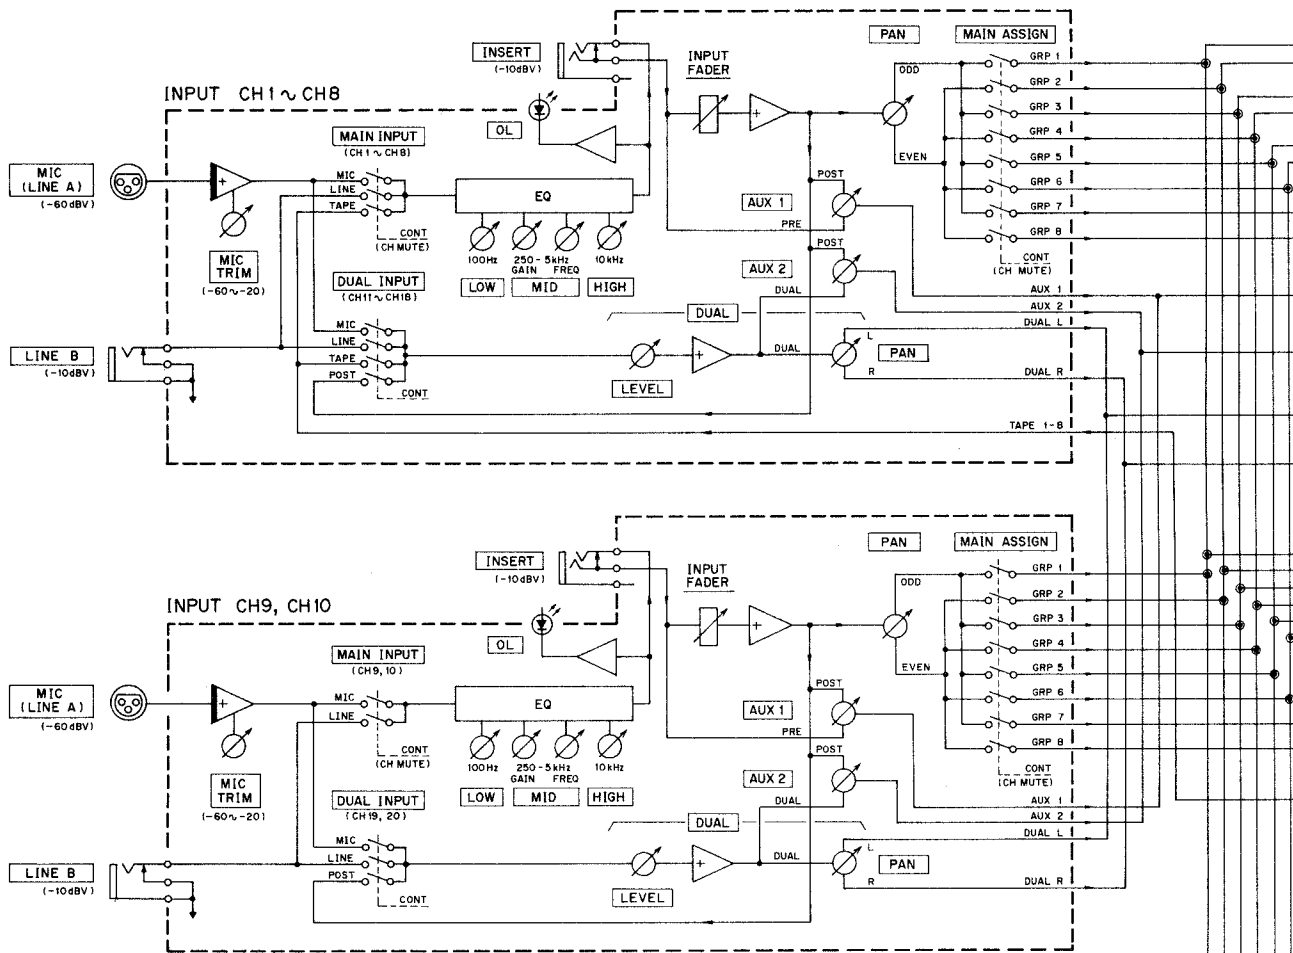 INPUT CH1~CH8
INSERT
(-10dBV)
OL
INPUT
FADER
PAN
MAIN ASSIGN
ODD
EVEN
GRP 1
GRP 2
GRP 3
GRP 4
GRP 5
GRP 6
GRP 7
GRP 8
CONT
(CH MUTE)
MIC
(LINE A)
(-60dBV)
MIC
TRIM
(-60~-20)
MAIN INPUT
(CH1~CH8)
MIC
LINE
TAPE
CONT
(CH MUTE)
EQ
100Hz
250-5kHz
GAIN FREQ
10kHz
LOW
MID
HIGH
POST
AUX 1
PRE
POST
AUX 2
DUAL
AUX 1
AUX 2
DUAL L
DUAL INPUT
(CH11~CH18)
MIC
LINE
TAPE
POST
CONT
LINE B
(-10dBV)
DUAL
LEVEL
DUAL
L
R
PAN
DUAL R
TAPE 1-8
INPUT CH9, CH10
INSERT
(-10dBV)
OL
INPUT
FADER
PAN
MAIN ASSIGN
ODD
EVEN
GRP 1
GRP 2
GRP 3
GRP 4
GRP 5
GRP 6
GRP 7
GRP 8
CONT
(CH MUTE)
MIC
(LINE A)
(-60dBV)
MIC
TRIM
(-60~-20)
MAIN INPUT
(CH9,10)
MIC
LINE
CONT
(CH MUTE)
EQ
100Hz
250-5kHz
GAIN FREQ
10kHz
LOW
MID
HIGH
POST
AUX 1
PRE
POST
AUX 2
DUAL
AUX 1
AUX 2
DUAL L
DUAL INPUT
(CH19, 20)
MIC
LINE
POST
CONT
LINE B
(-10dBV)
DUAL
LEVEL
DUAL
L
R
PAN
DUAL R